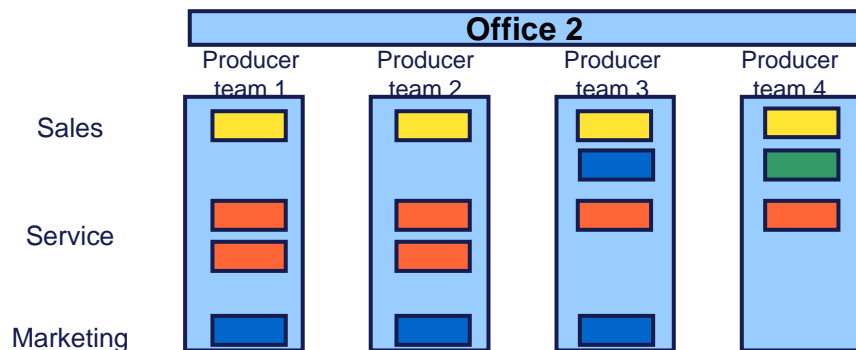 Office 2
Producer
team 1
Producer
team 2
Producer
team 3
Producer
team 4
Sales
Service
Marketing